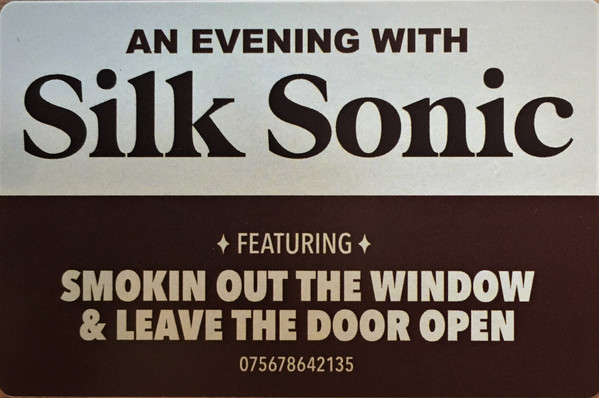 AN EVENING WITH
Silk Sonic
✦ FEATURING ✦
SMOKIN OUT THE WINDOW
& LEAVE THE DOOR OPEN
075678642135